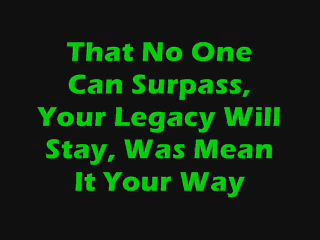 That No One
Can Surpass,
Your Legacy Will
Stay, Was Mean
It Your Way